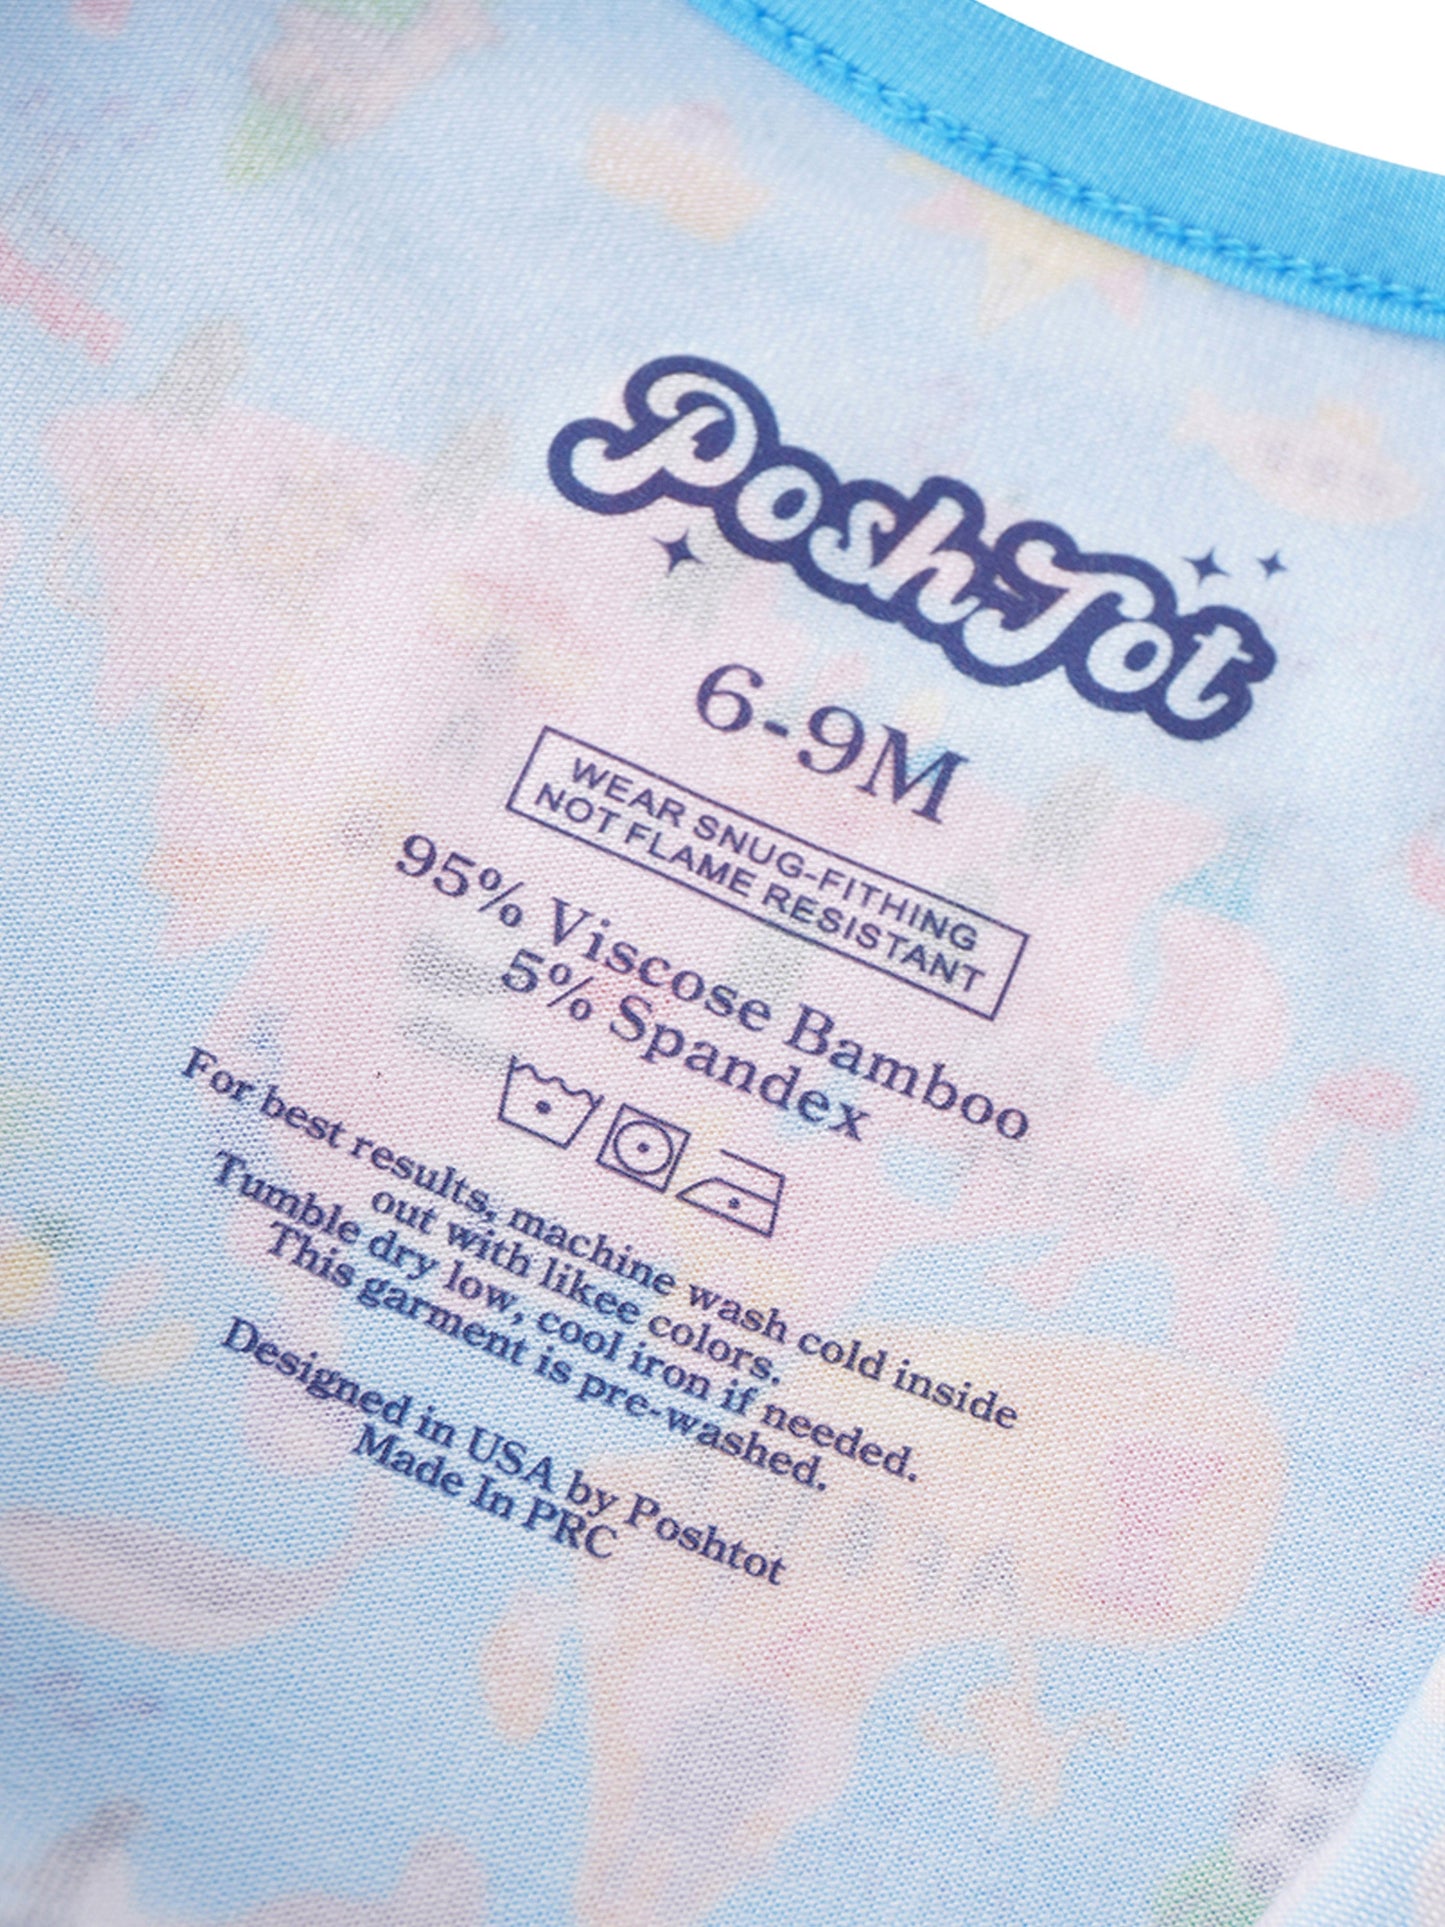 PoshTot
6-9M
WEAR SNUG-FITHING
NOT FLAME RESISTANT
95% Viscose Bamboo
5% Spandex
For best results, machine wash cold inside
out with likee colors.
Tumble dry low, cool iron if needed.
This garment is pre-washed.
Designed in USA by Poshtot
Made In PRC